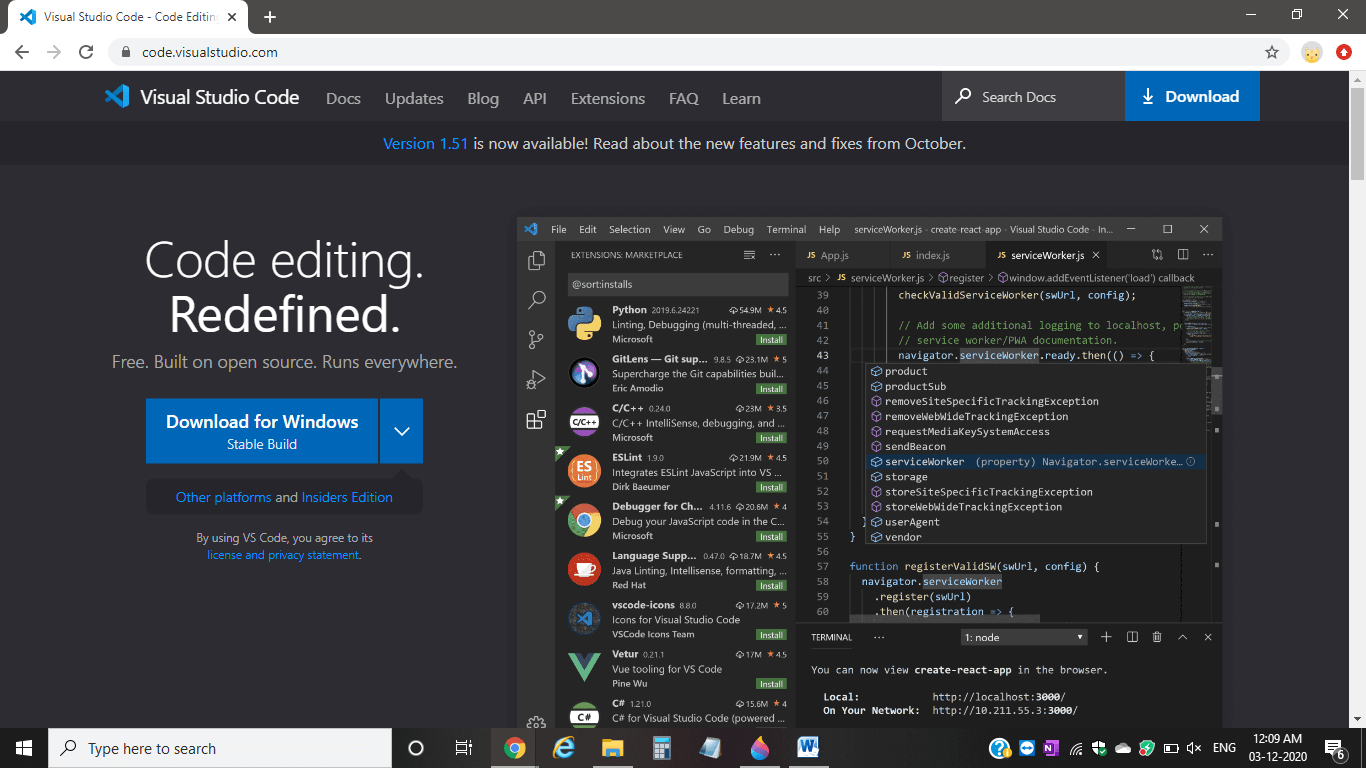 Visual Studio Code - Code Editin
code.visualstudio.com
Visual Studio Code Docs Updates Blog API Extensions FAQ Learn Search Docs Download
Version 1.51 is now available! Read about the new features and fixes from October.
Code editing.
Redefined.
Free. Built on open source. Runs everywhere.
Download for Windows
Stable Build
Other platforms and Insiders Edition
By using VS Code, you agree to its
license and privacy statement.
File Edit Selection View Go Debug Terminal Help serviceWorker.js - create-react-app - Visual Studio Code - In...
EXTENSIONS: MARKETPLACE
@sort:installs
Python 2019.6.24221 54.9M ★ 4.5
Linting, Debugging (multi-threaded, ...
Microsoft Install
GitLens — Git sup... 9.8.5 23.1M ★ 5
Supercharge the Git capabilities buil...
Eric Amodio Install
C/C++
C/C++ 0.24.0 23M ★ 3.5
C/C++ IntelliSense, debugging, and ...
Microsoft Install
ES
Lint
ESLint 1.9.0 21.9M ★ 4.5
Integrates ESLint JavaScript into VS ...
Dirk Baeumer Install
Debugger for Ch... 4.11.6 20.6M ★ 4
Debug your JavaScript code in the C...
Microsoft Install
Language Supp... 0.47.0 18.7M ★ 4.5
Java Linting, Intellisense, formatting, ...
Red Hat Install
vscode-icons 8.8.0 17.2M ★ 5
Icons for Visual Studio Code
VSCode Icons Team Install
Vetur 0.21.1 17M ★ 4.5
Vue tooling for VS Code
Pine Wu Install
C#
C# 1.21.0 15.6M ★ 4
C# for Visual Studio Code (powered ...
JS App.js JS index.js JS serviceWorker.js
src > JS serviceWorker.js > register > window.addEventListener('load') callback
39 checkValidServiceWorker(swUrl, config);
40
41 // Add some additional logging to localhost, p
42 // service worker/PWA documentation.
43 navigator.serviceWorker.ready.then(() => {
44 product
45 productSub
46 removeSiteSpecificTrackingException
47 removeWebWideTrackingException
48 requestMediaKeySystemAccess
49 sendBeacon
50 serviceWorker (property) Navigator.serviceWorke...
51 storage
52 storeSiteSpecificTrackingException
53 storeWebWideTrackingException
54 } userAgent
55 } vendor
56
57 function registerValidSW(swUrl, config) {
58 navigator.serviceWorker
59 .register(swUrl)
60 .then(registration => {
TERMINAL ... 1: node
You can now view create-react-app in the browser.
Local: http://localhost:3000/
On Your Network: http://10.211.55.3:3000/
Type here to search
W
N
ENG
12:09 AM
03-12-2020
6